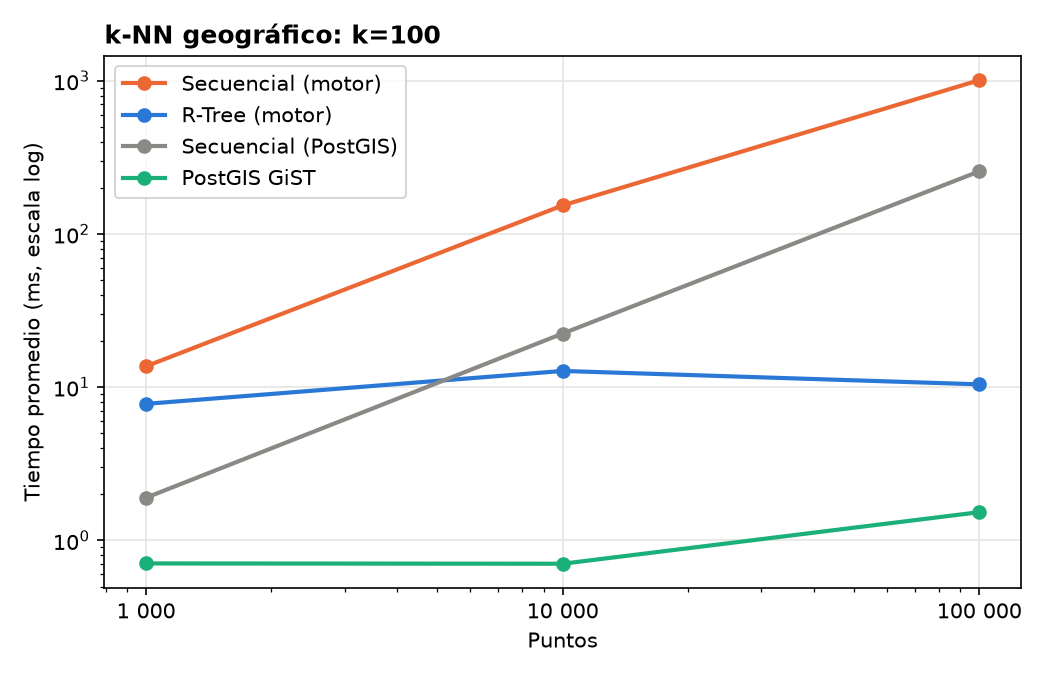 k-NN geográfico: k=100
Secuencial (motor)
R-Tree (motor)
Secuencial (PostGIS)
PostGIS GiST
Tiempo promedio (ms, escala log)
10³
10²
10¹
10⁰
1 000
10 000
100 000
Puntos